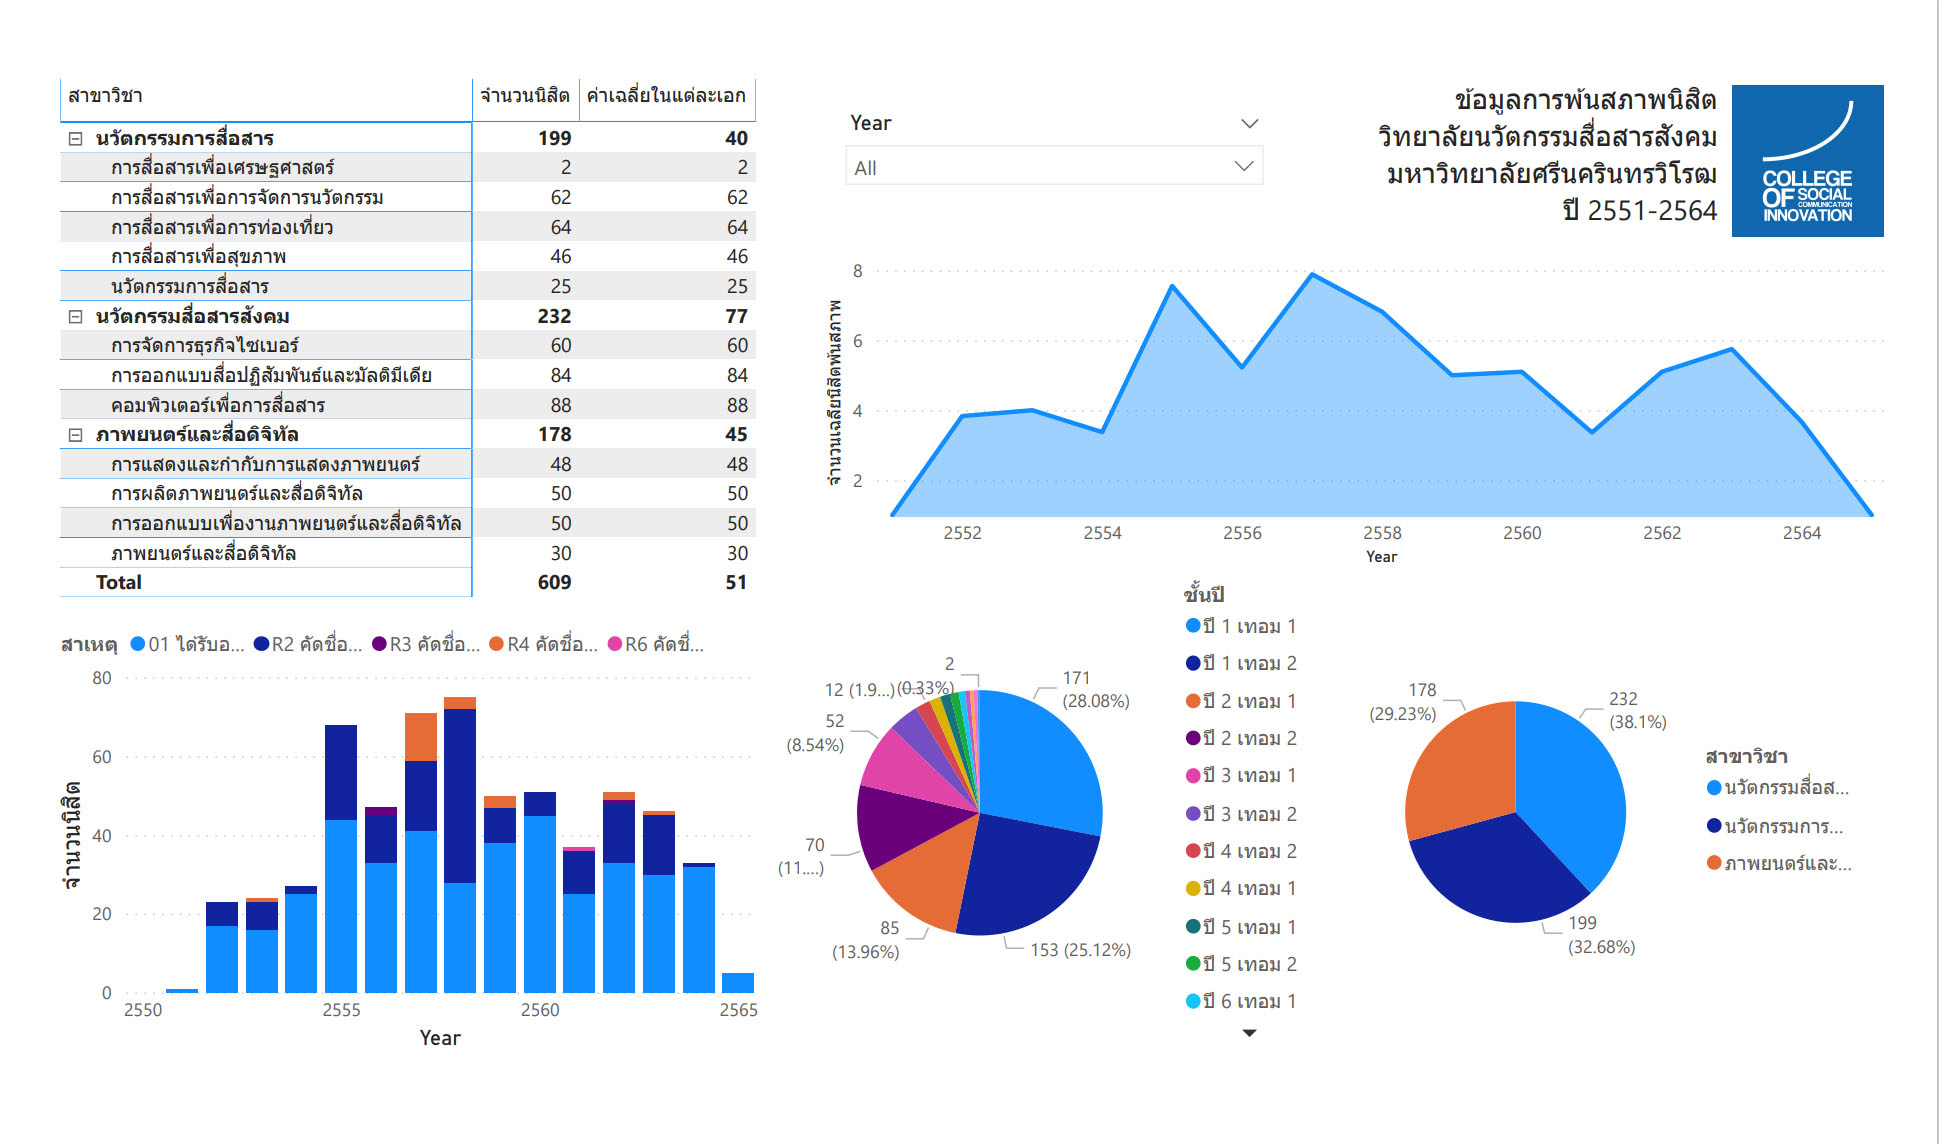 สาขาวิชา จำนวนนิสิต ค่าเฉลี่ยในแต่ละเอก
นวัตกรรมการสื่อสาร 199 40
การสื่อสารเพื่อเศรษฐศาสตร์ 2 2
การสื่อสารเพื่อการจัดการนวัตกรรม 62 62
การสื่อสารเพื่อการท่องเที่ยว 64 64
การสื่อสารเพื่อสุขภาพ 46 46
นวัตกรรมการสื่อสาร 25 25
นวัตกรรมสื่อสารสังคม 232 77
การจัดการธุรกิจไซเบอร์ 60 60
การออกแบบสื่อปฏิสัมพันธ์และมัลติมีเดีย 84 84
คอมพิวเตอร์เพื่อการสื่อสาร 88 88
ภาพยนตร์และสื่อดิจิทัล 178 45
การแสดงและกำกับการแสดงภาพยนตร์ 48 48
การผลิตภาพยนตร์และสื่อดิจิทัล 50 50
การออกแบบเพื่องานภาพยนตร์และสื่อดิจิทัล 50 50
ภาพยนตร์และสื่อดิจิทัล 30 30
Total 609 51
Year
All
ข้อมูลการพ้นสภาพนิสิต
วิทยาลัยนวัตกรรมสื่อสารสังคม
มหาวิทยาลัยศรีนครินทรวิโรฒ
ปี 2551-2564
COLLEGE
OF SOCIAL
COMMUNICATION
INNOVATION
จำนวนเฉลี่ยนิสิตพ้นสภาพ
8
6
4
2
2552 2554 2556 2558 2560 2562 2564
Year
สาเหตุ 01 ได้รับอ... R2 คัดชื่อ... R3 คัดชื่อ... R4 คัดชื่อ... R6 คัดชื่...
จำนวนนิสิต
80
60
40
20
0
2550 2555 2560 2565
Year
2
(0.33%)
12 (1.9...)
171
(28.08%)
52
(8.54%)
70
(11....)
85
(13.96%)
153 (25.12%)
ชั้นปี
ปี 1 เทอม 1
ปี 1 เทอม 2
ปี 2 เทอม 1
ปี 2 เทอม 2
ปี 3 เทอม 1
ปี 3 เทอม 2
ปี 4 เทอม 2
ปี 4 เทอม 1
ปี 5 เทอม 1
ปี 5 เทอม 2
ปี 6 เทอม 1
178
(29.23%)
232
(38.1%)
199
(32.68%)
สาขาวิชา
นวัตกรรมสื่อส...
นวัตกรรมการ...
ภาพยนตร์และ...